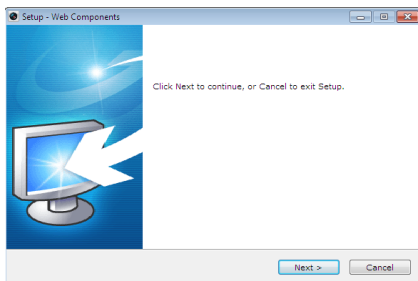 Setup - Web Components
Click Next to continue, or Cancel to exit Setup.
Next >
Cancel